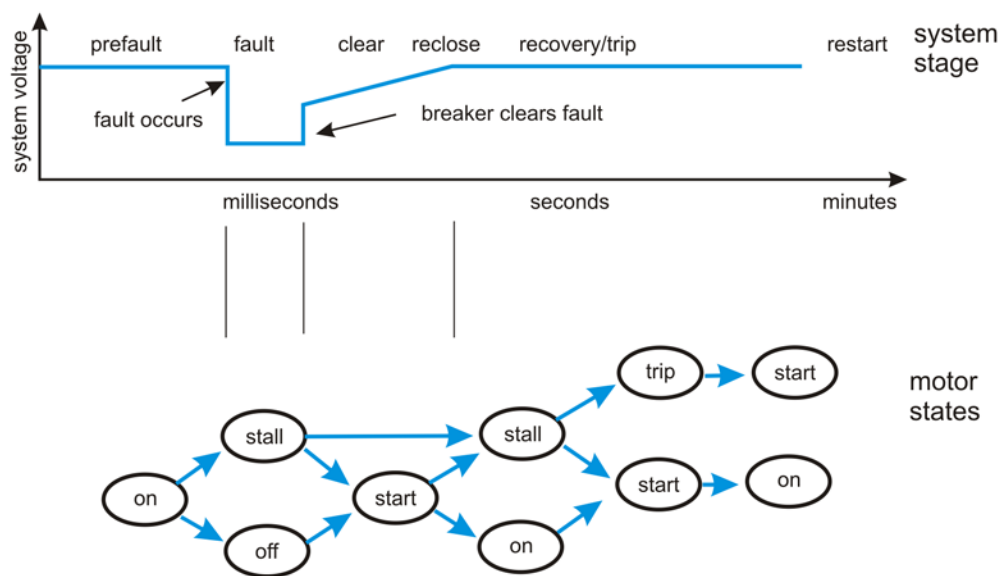 system voltage
prefault
fault
clear
reclose
recovery/trip
restart
system
stage
fault occurs
breaker clears fault
milliseconds
seconds
minutes
trip
start
motor
states
stall
stall
on
start
start
on
off
on